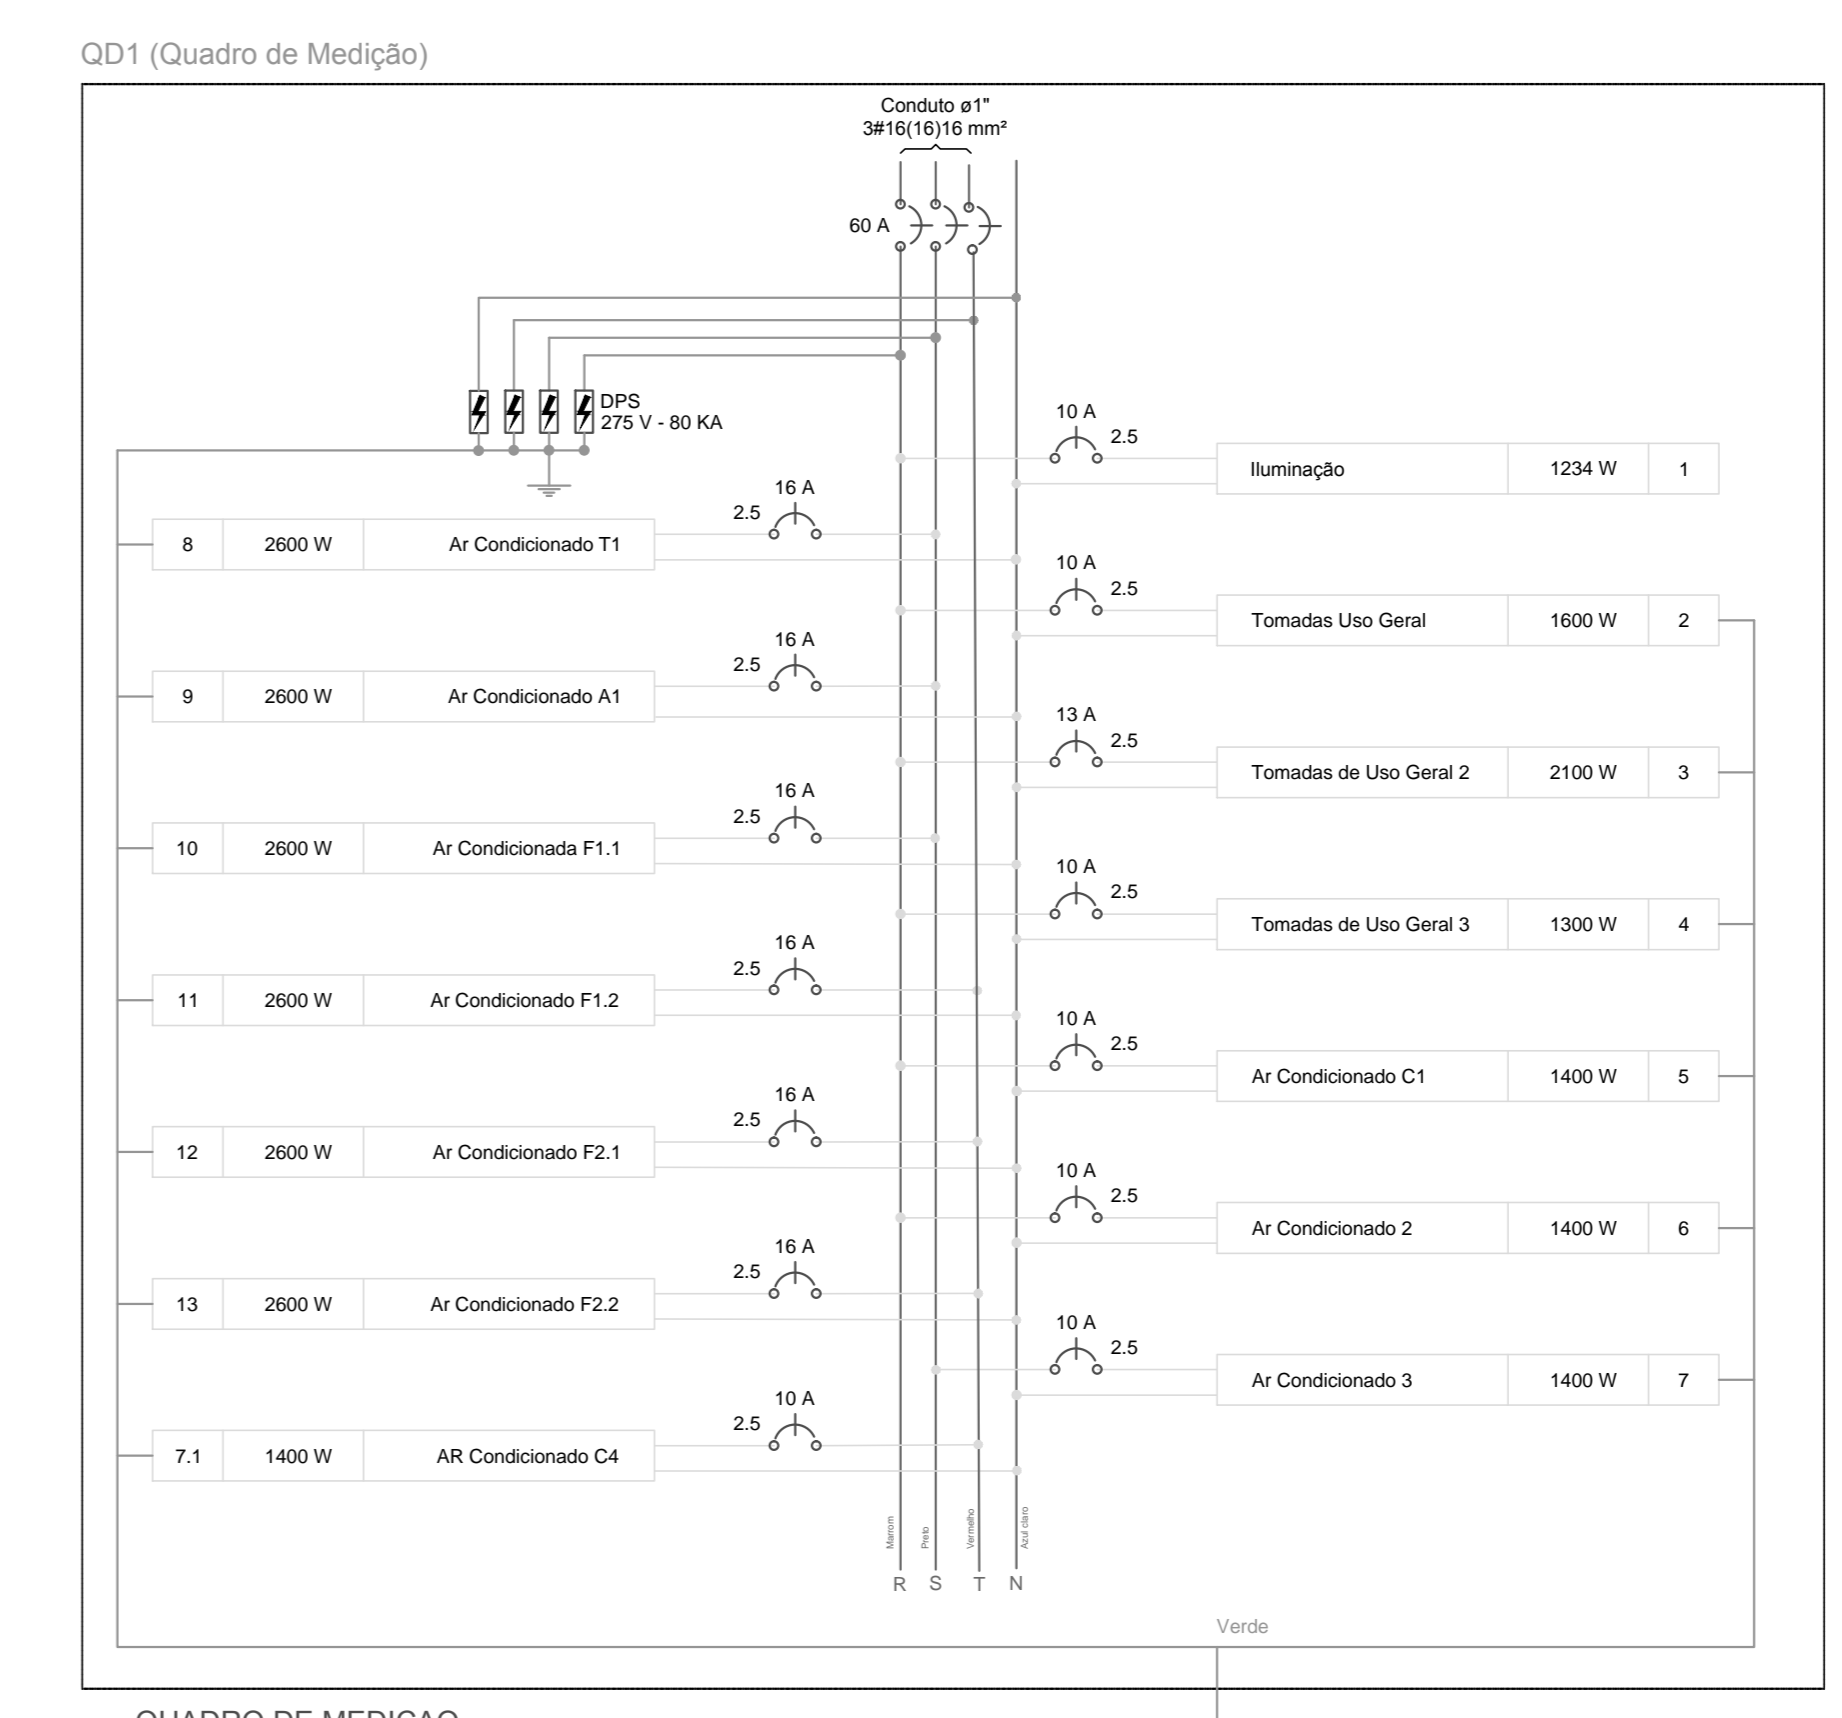 QD1 (Quadro de Medição)
Conduto ø1"
3#16(16)16 mm²
60 A
DPS
275 V - 80 KA
10 A
2.5
Iluminação 1234 W 1
16 A
2.5
8 2600 W Ar Condicionado T1
10 A
2.5
Tomadas Uso Geral 1600 W 2
16 A
2.5
9 2600 W Ar Condicionado A1
13 A
2.5
Tomadas de Uso Geral 2 2100 W 3
16 A
2.5
10 2600 W Ar Condicionada F1.1
10 A
2.5
Tomadas de Uso Geral 3 1300 W 4
16 A
2.5
11 2600 W Ar Condicionado F1.2
10 A
2.5
Ar Condicionado C1 1400 W 5
16 A
2.5
12 2600 W Ar Condicionado F2.1
10 A
2.5
Ar Condicionado 2 1400 W 6
16 A
2.5
13 2600 W Ar Condicionado F2.2
10 A
2.5
Ar Condicionado 3 1400 W 7
10 A
2.5
7.1 1400 W AR Condicionado C4
Marrom
Preto
Vermelho
Azul claro
R S T N
Verde
QUADRO DE MEDICAO